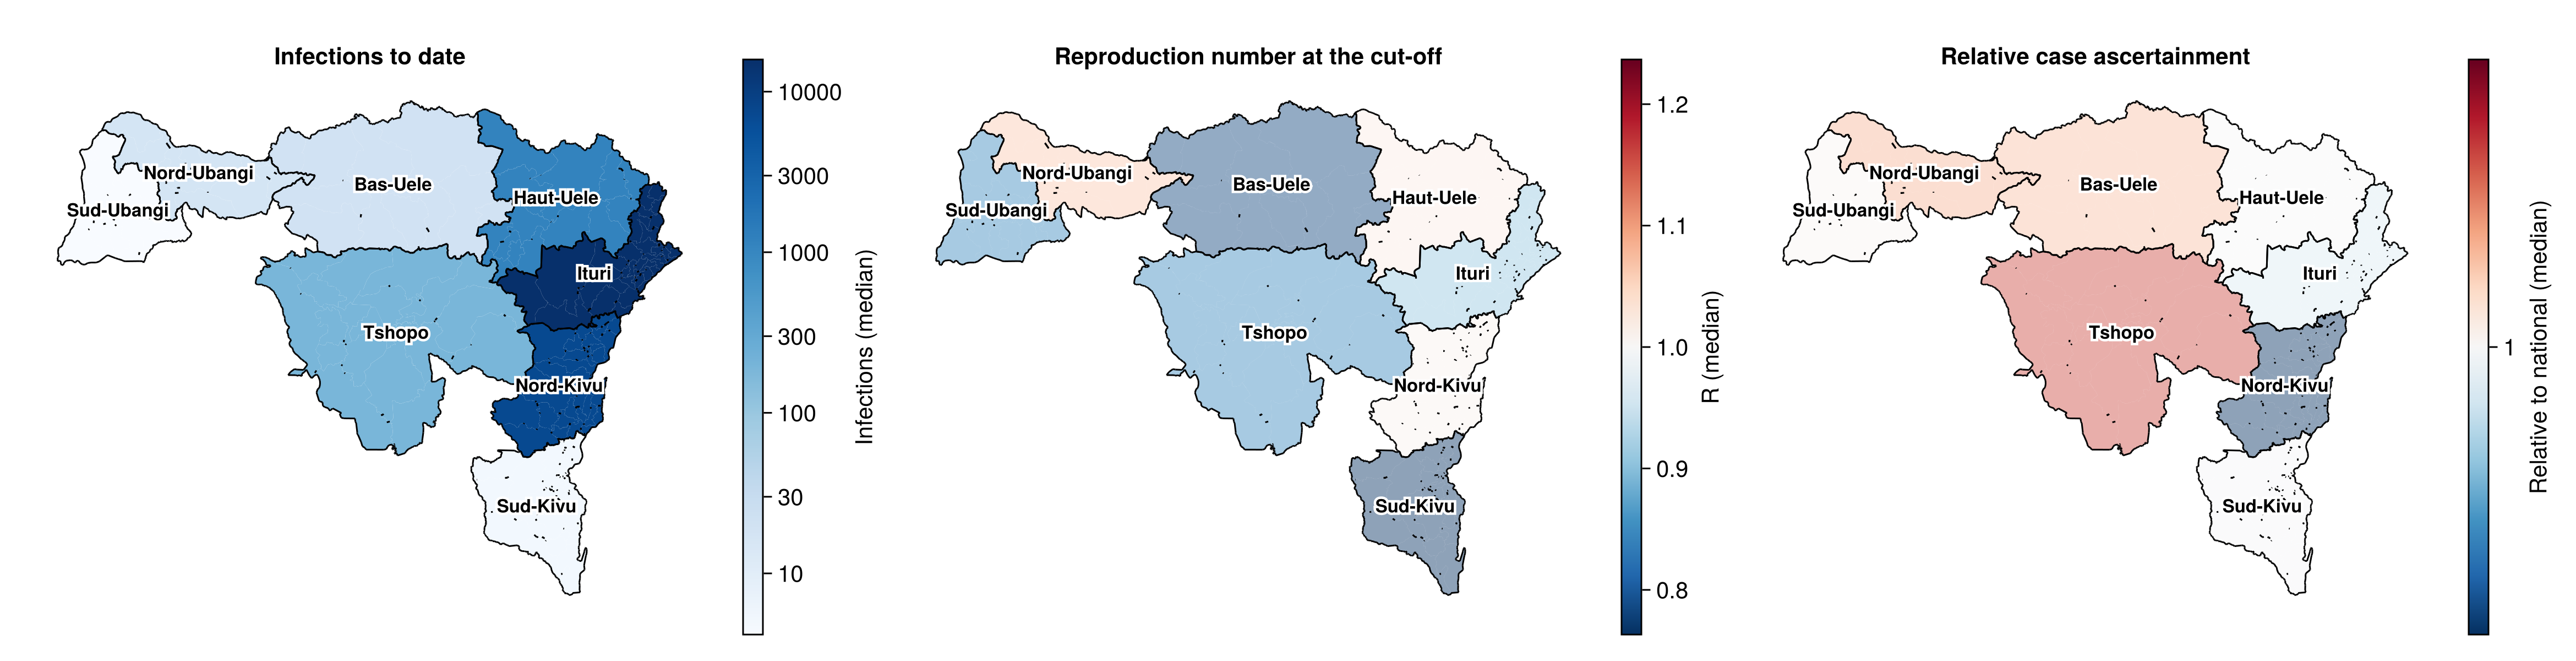 Infections to date
Nord-Ubangi
Sud-Ubangi
Bas-Uele
Haut-Uele
Ituri
Tshopo
Nord-Kivu
Sud-Kivu
10000
3000
1000
300
100
30
10
Infections (median)
Reproduction number at the cut-off
Nord-Ubangi
Sud-Ubangi
Bas-Uele
Haut-Uele
Ituri
Tshopo
Nord-Kivu
Sud-Kivu
1.2
1.1
1.0
0.9
0.8
R (median)
Relative case ascertainment
Nord-Ubangi
Sud-Ubangi
Bas-Uele
Haut-Uele
Ituri
Tshopo
Nord-Kivu
Sud-Kivu
1
Relative to national (median)